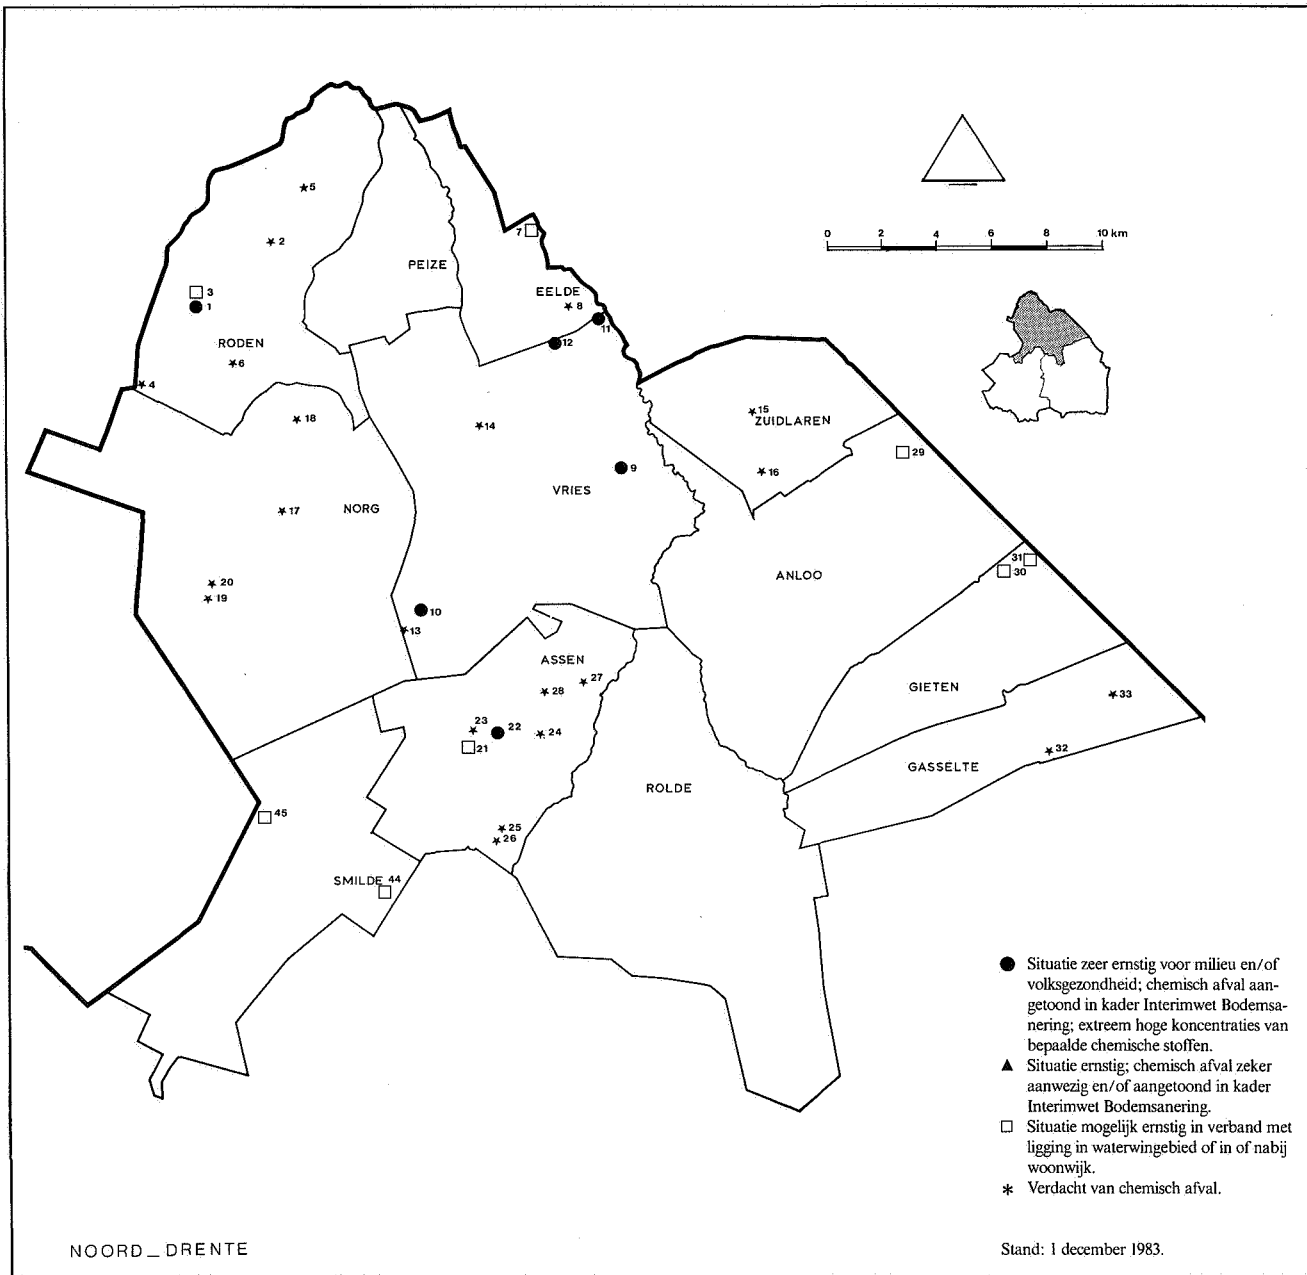 5
2
7
PEIZE
0 2 4 6 8 10 km
3
1
EELDE
8
11
12
RODEN
6
4
18
14
15
ZUIDLAREN
29
9
16
VRIES
17
NORG
31
30
ANLOO
20
19
10
13
ASSEN
27
28
GIETEN
33
23
22
24
21
32
GASSELTE
ROLDE
45
25
26
SMILDE 44
Situatie zeer ernstig voor milieu en/of
volksgezondheid; chemisch afval aan-
getoond in kader Interimwet Bodemsa-
nering; extreem hoge koncentraties van
bepaalde chemische stoffen.
Situatie ernstig; chemisch afval zeker
aanwezig en/of aangetoond in kader
Interimwet Bodemsanering.
Situatie mogelijk ernstig in verband met
ligging in waterwingebied of in of nabij
woonwijk.
Verdacht van chemisch afval.
NOORD_DRENTE
Stand: 1 december 1983.